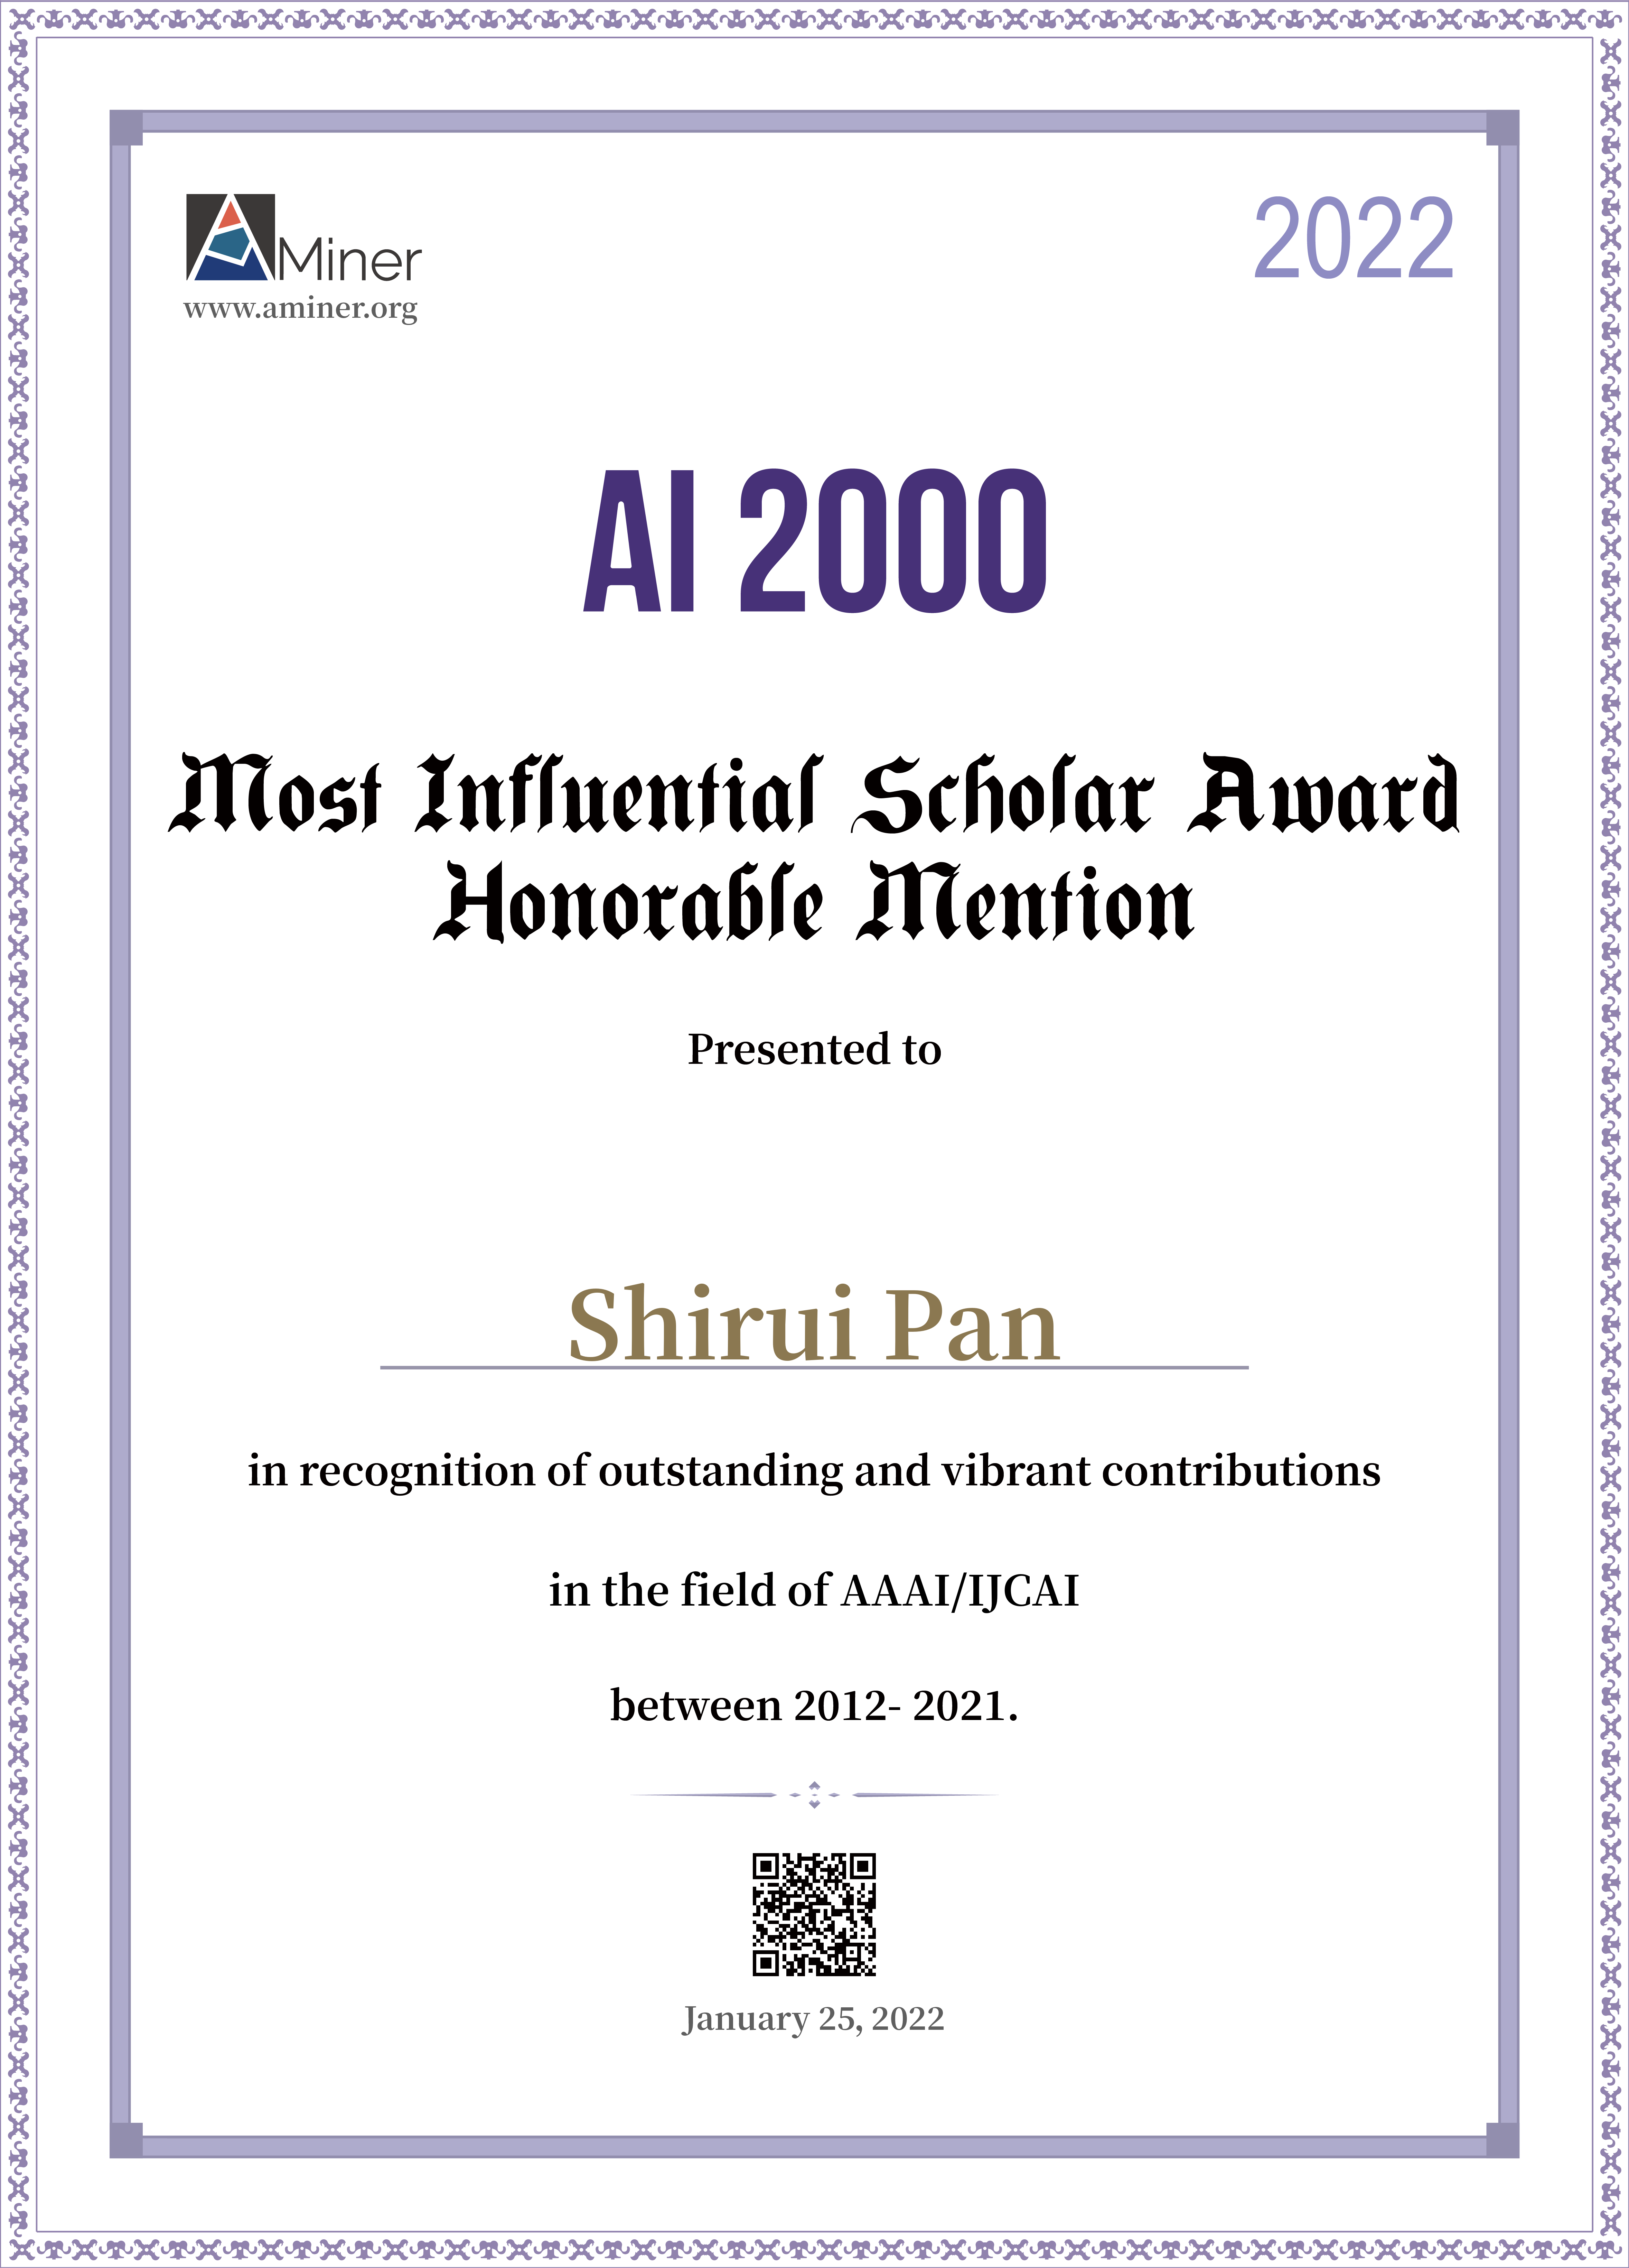 AMiner
www.aminer.org
2022
AI 2000
Most Influential Scholar Award
Honorable Mention
Presented to
Shirui Pan
in recognition of outstanding and vibrant contributions
in the field of AAAI/IJCAI
between 2012- 2021.
January 25, 2022